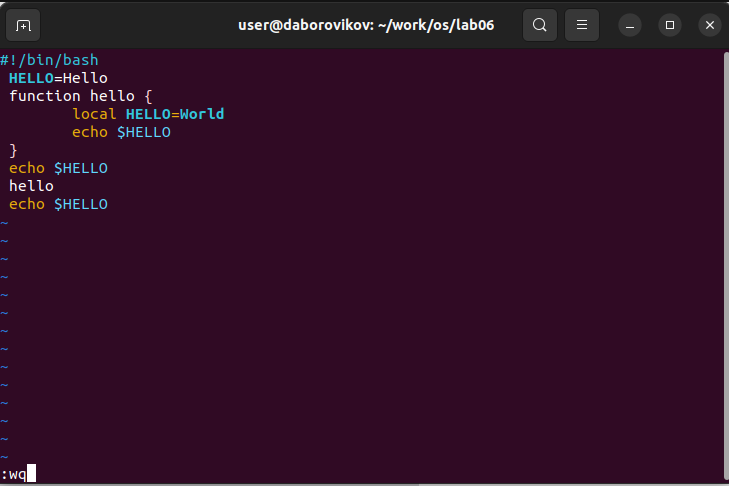 user@daborovikov: ~/work/os/lab06
#!/bin/bash
 HELLO=Hello
 function hello {
        local HELLO=World
        echo $HELLO
 }
 echo $HELLO
 hello
 echo $HELLO
~
~
~
~
~
~
~
~
~
~
~
~
~
~
:wq